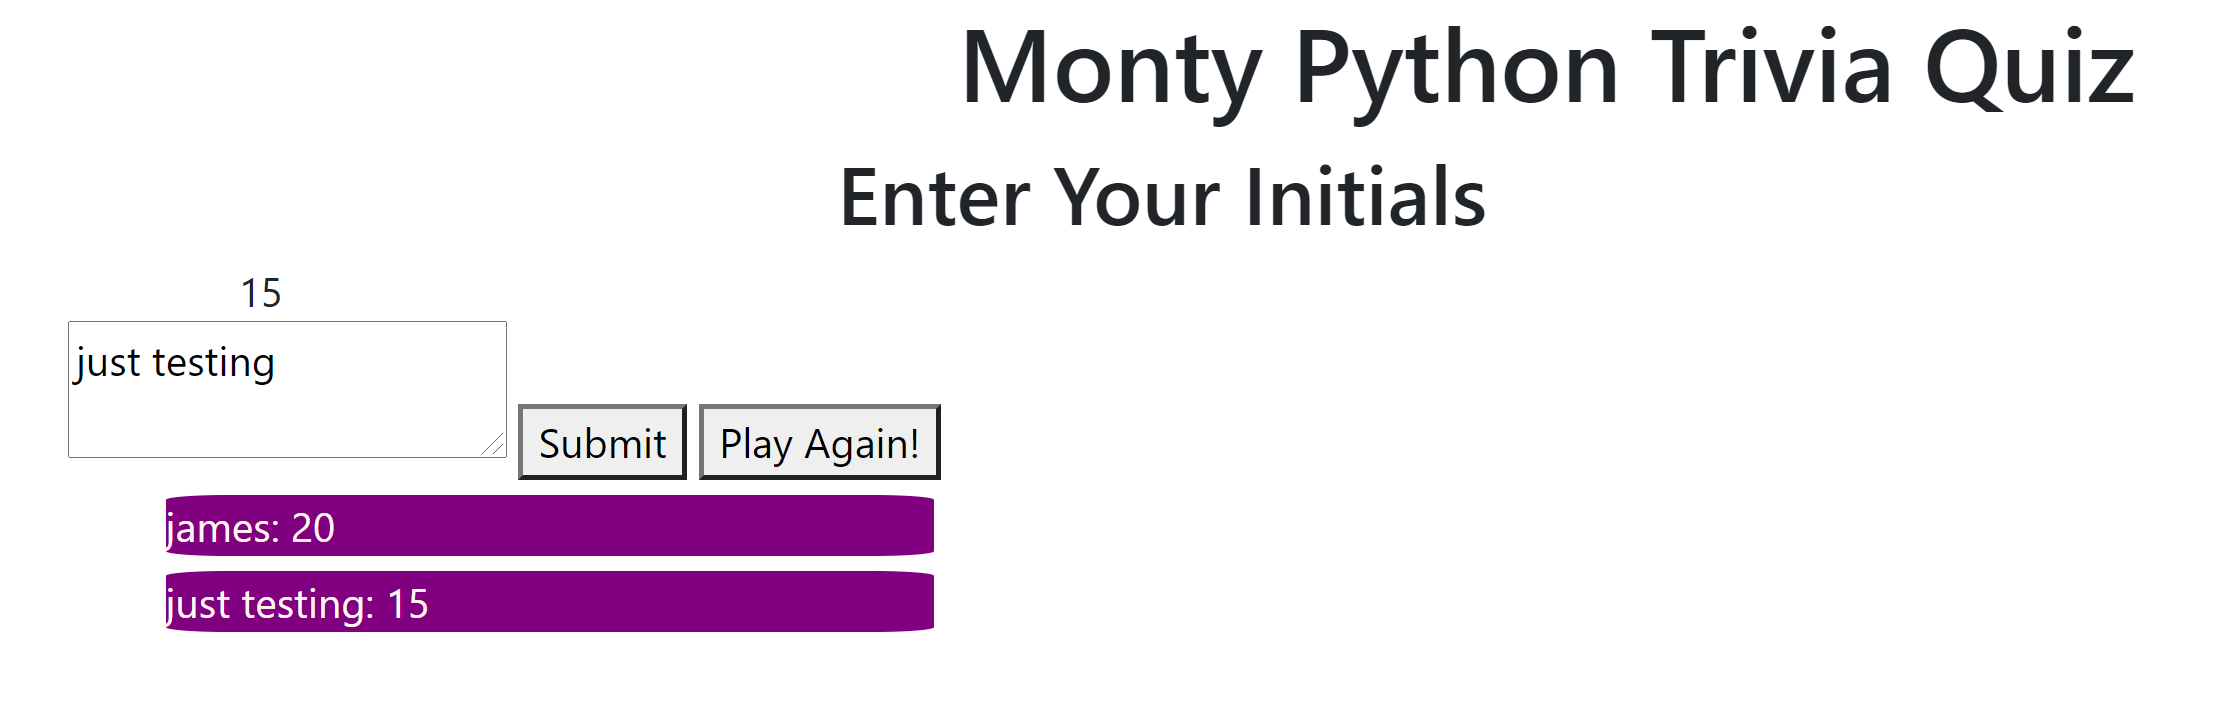 Monty Python Trivia Quiz
Enter Your Initials
15
just testing
Submit Play Again!
james: 20
just testing: 15